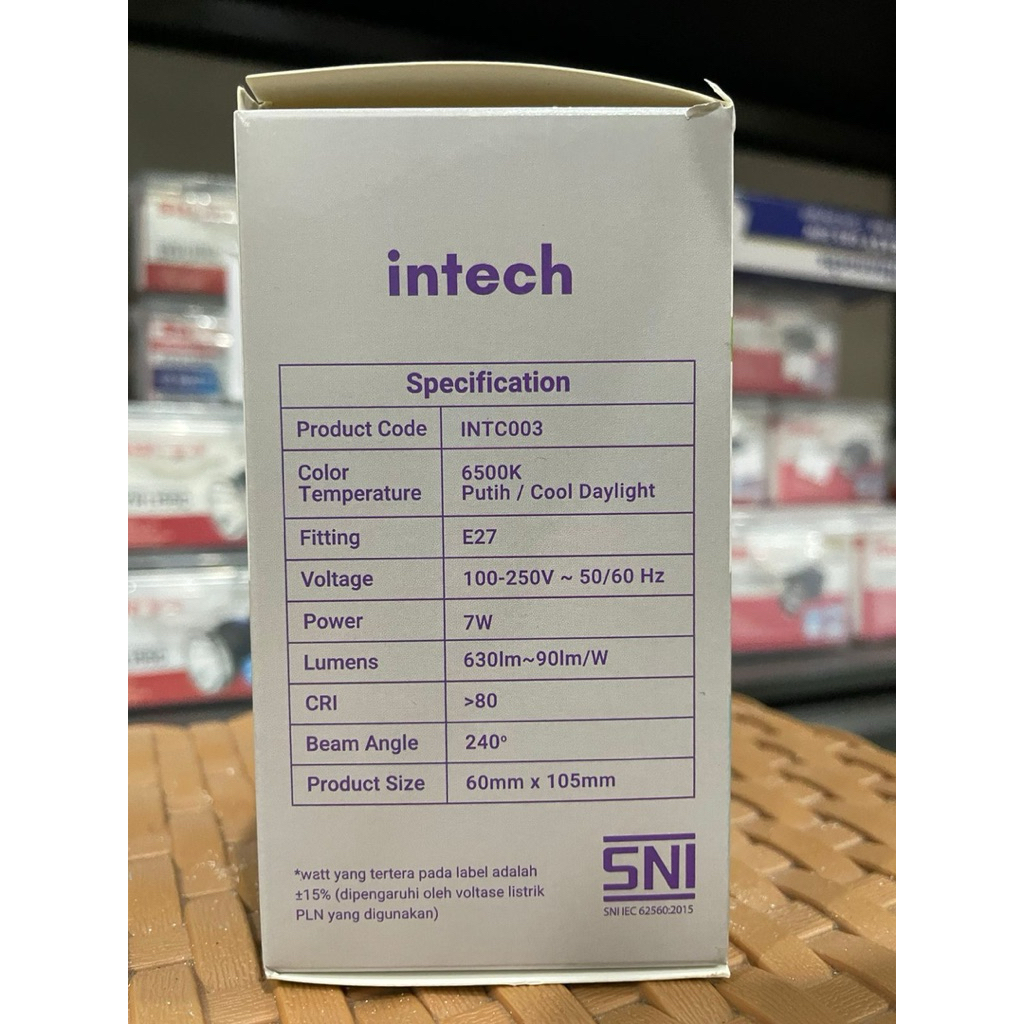 intech
Specification
Product Code INTC003
Color Temperature 6500K
Putih / Cool Daylight
Fitting E27
Voltage 100-250V ~ 50/60 Hz
Power 7W
Lumens 630lm~90lm/W
CRI >80
Beam Angle 240°
Product Size 60mm x 105mm
*watt yang tertera pada label adalah
±15% (dipengaruhi oleh voltase listrik
PLN yang digunakan)
SNI
SNI IEC 62560:2015